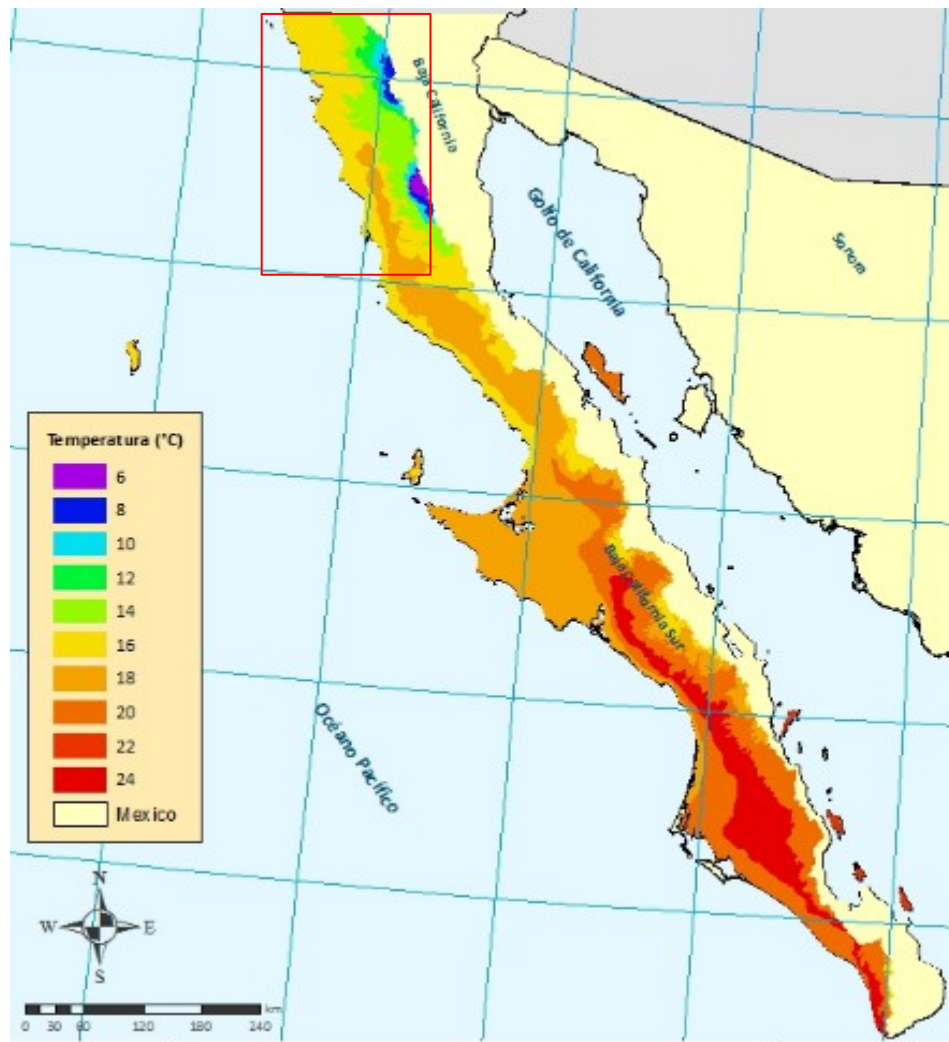 Baja California
Golfo de California
Sonora
Temperatura (°C)
6
8
10
12
14
16
18
20
22
24
Mexico
Baja California Sur
Océano Pacífico
N
W
E
S
km
0 30 60 120 180 240